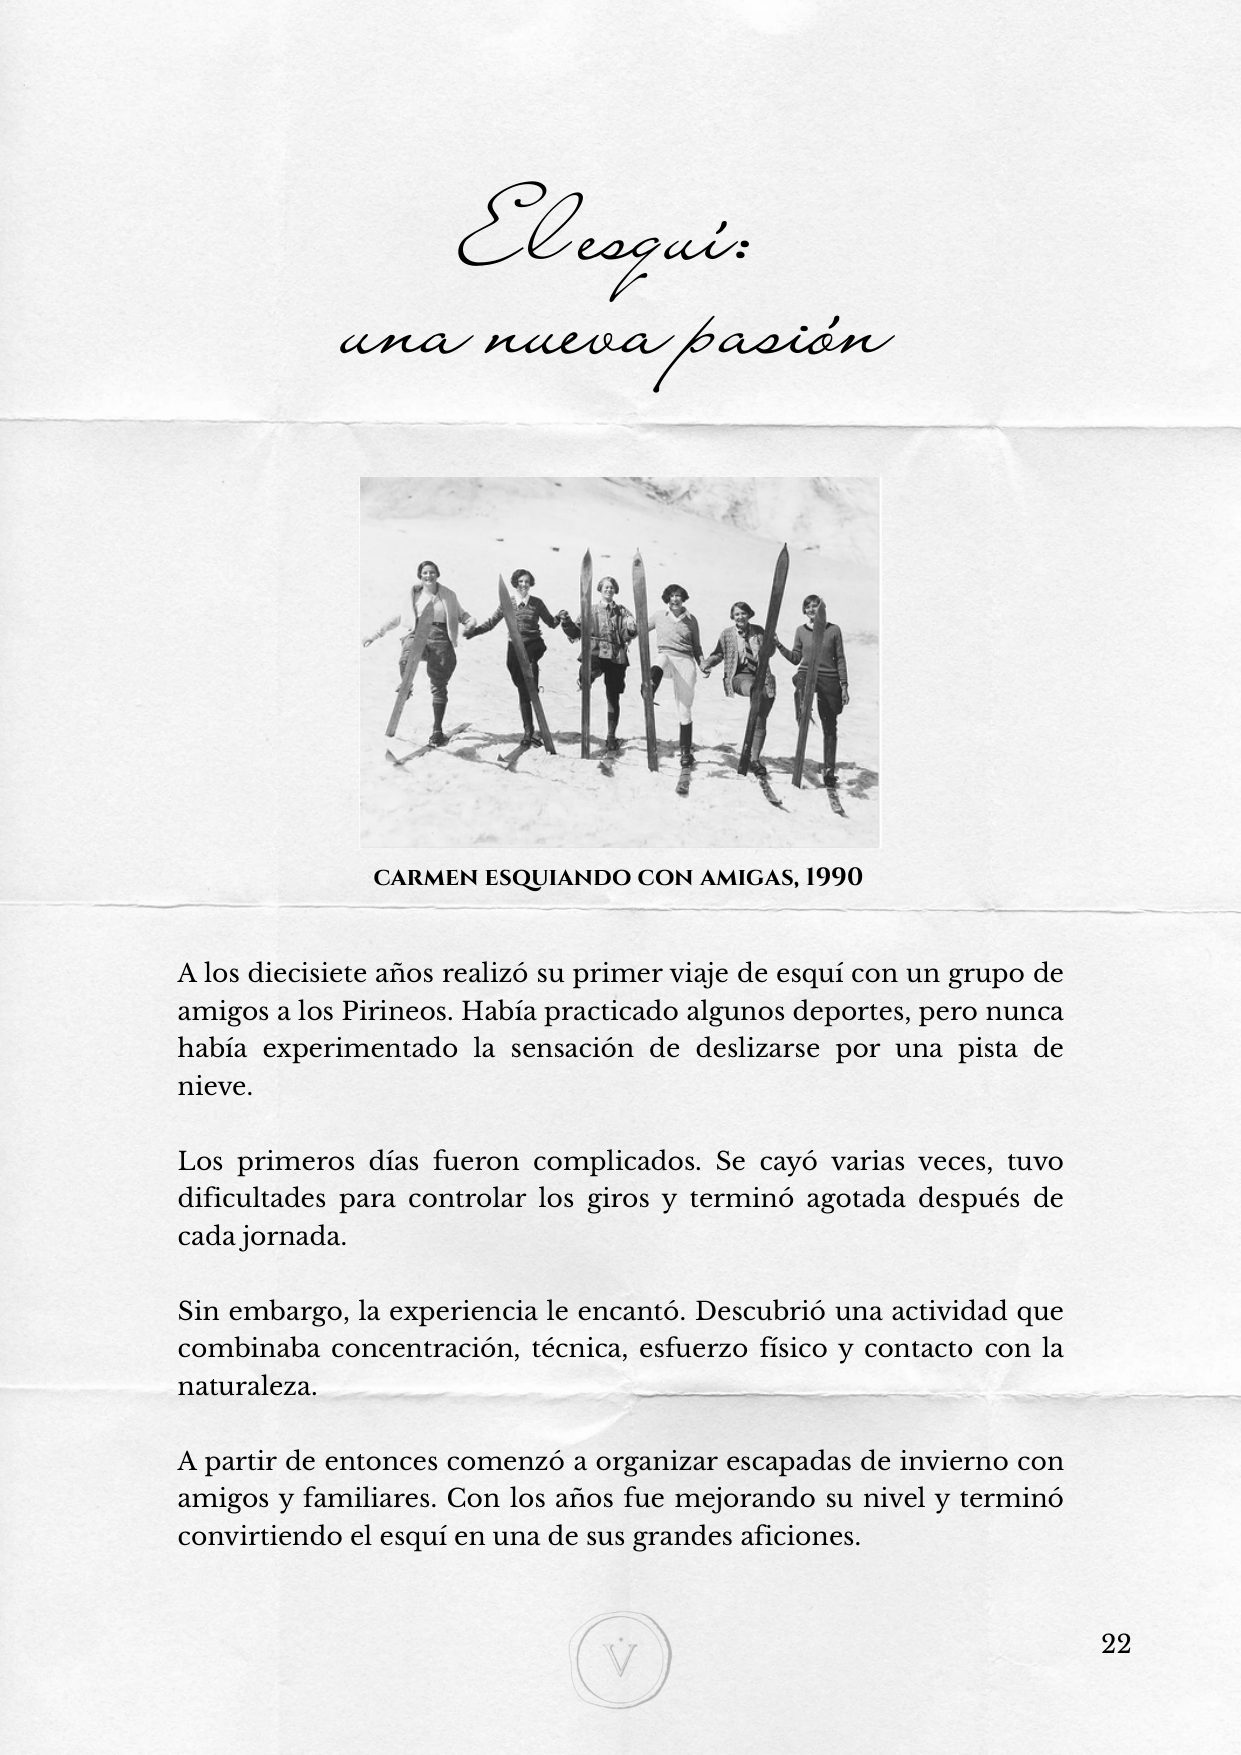 El esquí:
una nueva pasión
CARMEN ESQUIANDO CON AMIGAS, 1990
A los diecisiete años realizó su primer viaje de esquí con un grupo de
amigos a los Pirineos. Había practicado algunos deportes, pero nunca
había experimentado la sensación de deslizarse por una pista de
nieve.
Los primeros días fueron complicados. Se cayó varias veces, tuvo
dificultades para controlar los giros y terminó agotada después de
cada jornada.
Sin embargo, la experiencia le encantó. Descubrió una actividad que
combinaba concentración, técnica, esfuerzo físico y contacto con la
naturaleza.
A partir de entonces comenzó a organizar escapadas de invierno con
amigos y familiares. Con los años fue mejorando su nivel y terminó
convirtiendo el esquí en una de sus grandes aficiones.
V
22